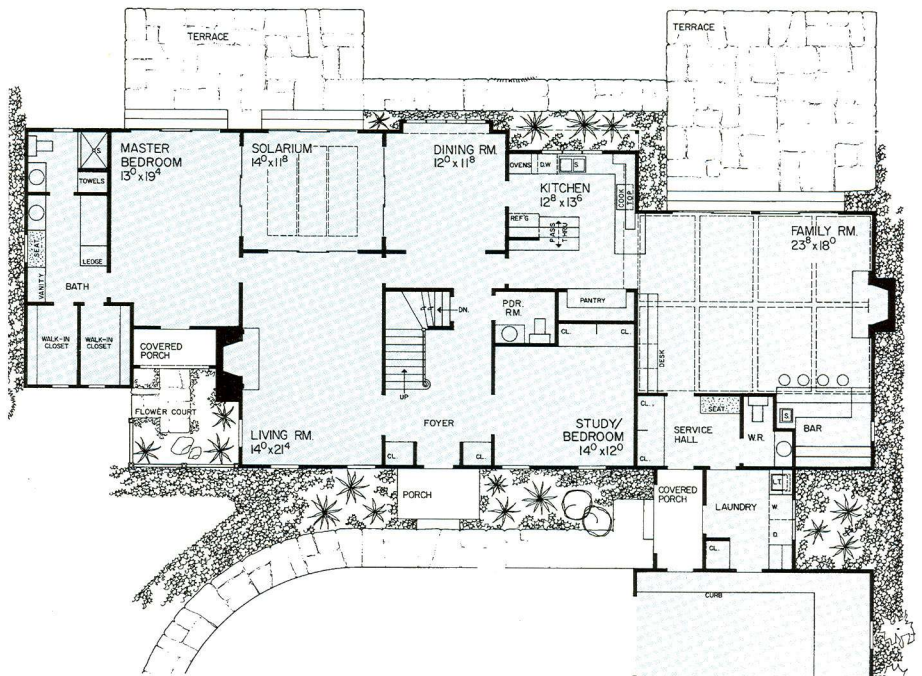 TERRACE
TERRACE
MASTER
BEDROOM
13⁰ x 19⁴
SOLARIUM
14⁰ x 11⁸
DINING RM.
12⁰ x 11⁸
OVENS
D.W.
S
KITCHEN
12⁸ x 13⁶
COOK
TOP
REF'G
PASS
THRU
FAMILY RM.
23⁸ x 18⁰
TOWELS
SEAT
LEDGE
VANITY
BATH
WALK-IN
CLOSET
WALK-IN
CLOSET
COVERED
PORCH
FLOWER COURT
LIVING RM.
14⁰ x 21⁴
DN.
UP
PDR.
RM.
PANTRY
CL.
CL.
DESK
FOYER
CL.
CL.
STUDY/
BEDROOM
14⁰ x 12⁰
CL.
SEAT
SERVICE
HALL
W.R.
S
BAR
PORCH
COVERED
PORCH
LAUNDRY
L.T.
W.
D.
CL.
CURB